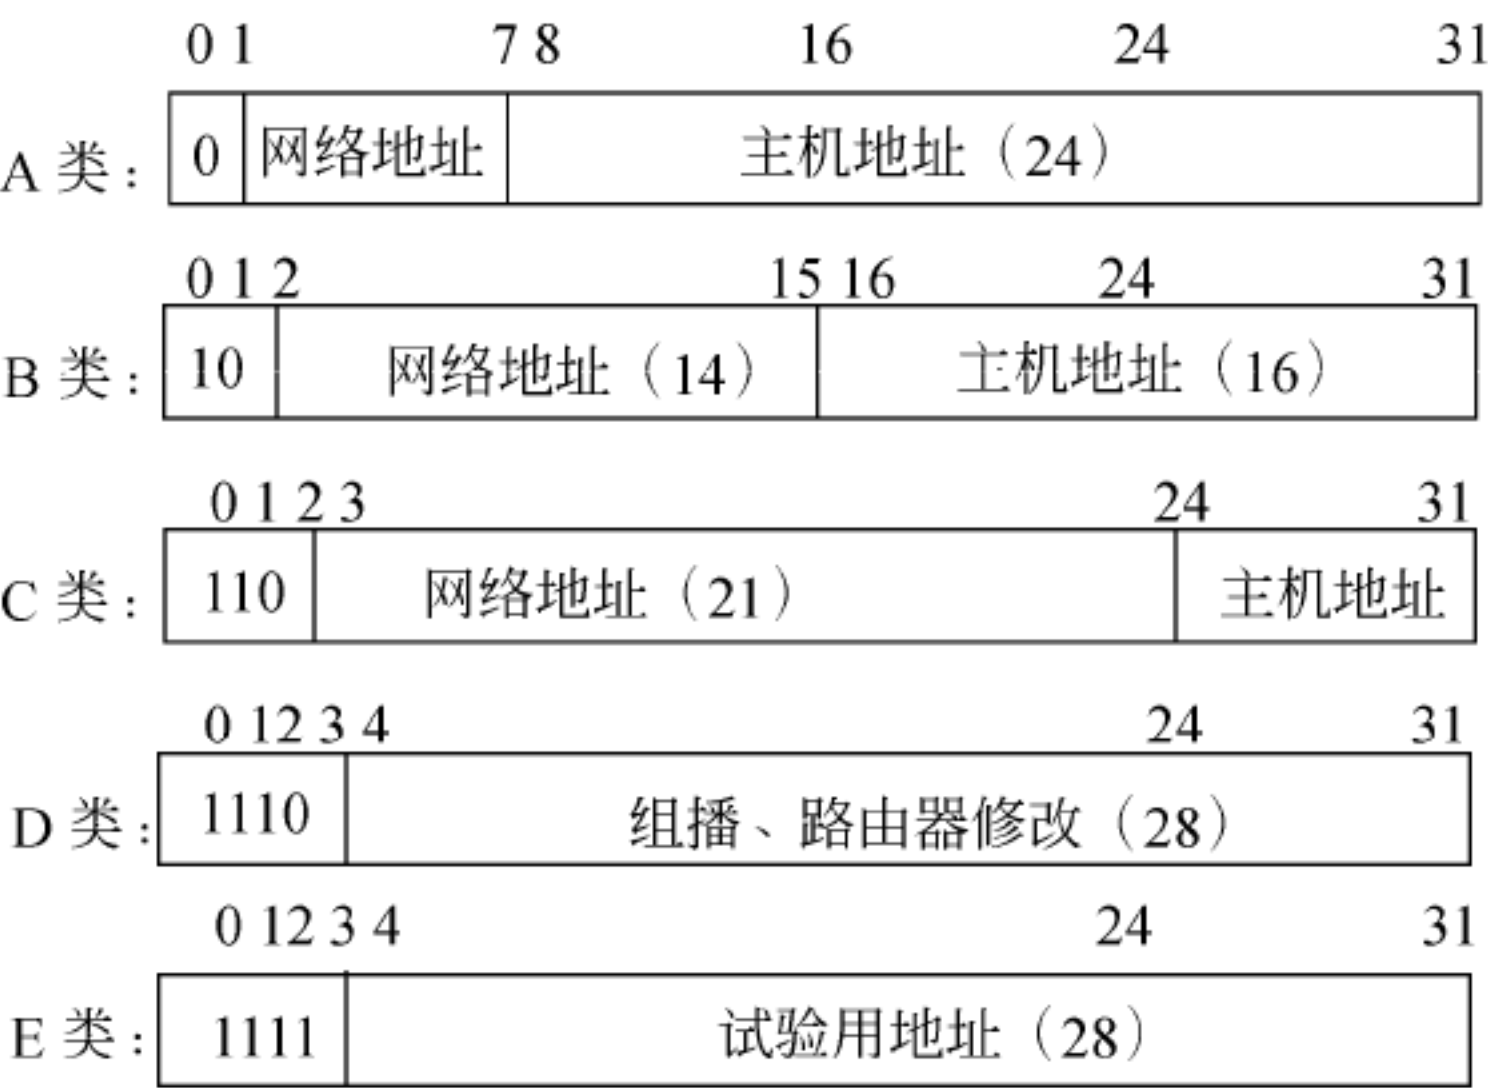 0 1 7 8 16 24 31
A 类: 0 网络地址 主机地址（24）
0 1 2 15 16 24 31
B 类: 10 网络地址（14） 主机地址（16）
0 1 2 3 24 31
C 类: 110 网络地址（21） 主机地址
0 12 3 4 24 31
D 类: 1110 组播、路由器修改（28）
0 12 3 4 24 31
E 类: 1111 试验用地址（28）